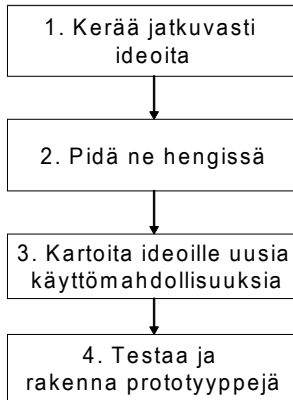 1. Kerää jatkuvasti
ideoita
2. Pidä ne hengissä
3. Kartoita ideoille uusia
käyttömahdollisuuksia
4. Testaa ja
rakenna prototyyppejä